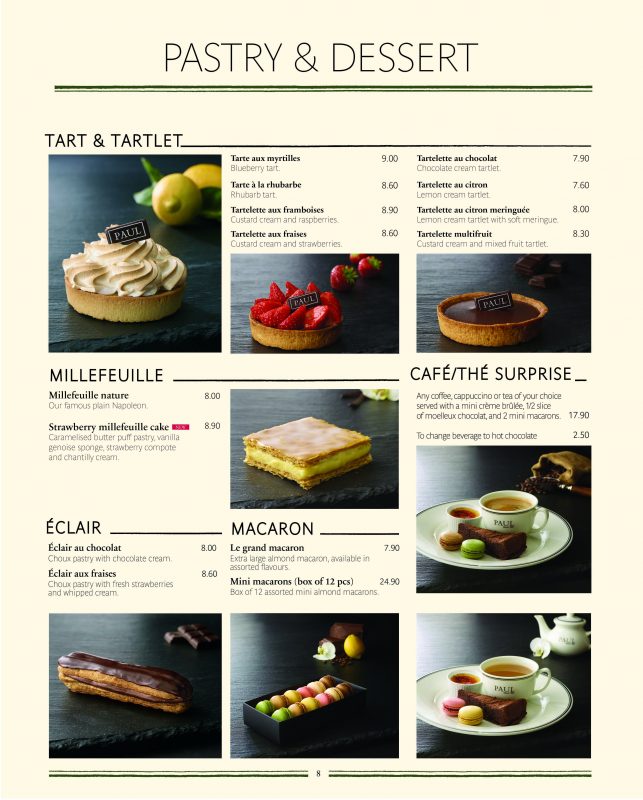 PASTRY & DESSERT
TART & TARTLET
Tarte aux myrtilles 9.00
Blueberry tart.
Tarte à la rhubarbe 8.60
Rhubarb tart.
Tartelette aux framboises 8.90
Custard cream and raspberries.
Tartelette aux fraises 8.60
Custard cream and strawberries.
Tartelette au chocolat 7.90
Chocolate cream tartlet.
Tartelette au citron 7.60
Lemon cream tartlet.
Tartelette au citron meringuée 8.00
Lemon cream tartlet with soft meringue.
Tartelette multifruit 8.30
Custard cream and mixed fruit tartlet.
PAUL
PAUL
PAUL
MILLEFEUILLE
Millefeuille nature 8.00
Our famous plain Napoleon.
Strawberry millefeuille cake NEW 8.90
Caramelised butter puff pastry, vanilla
genoise sponge, strawberry compote
and chantilly cream.
CAFÉ/THÉ SURPRISE
Any coffee, cappuccino or tea of your choice
served with a mini crème brûlée, 1/2 slice
of moelleux chocolat, and 2 mini macarons. 17.90
To change beverage to hot chocolate 2.50
PAUL
ÉCLAIR
Éclair au chocolat 8.00
Choux pastry with chocolate cream.
Éclair aux fraises 8.60
Choux pastry with fresh strawberries
and whipped cream.
MACARON
Le grand macaron 7.90
Extra large almond macaron, available in
assorted flavours.
Mini macarons (box of 12 pcs) 24.90
Box of 12 assorted mini almond macarons.
PAUL
PAUL
8